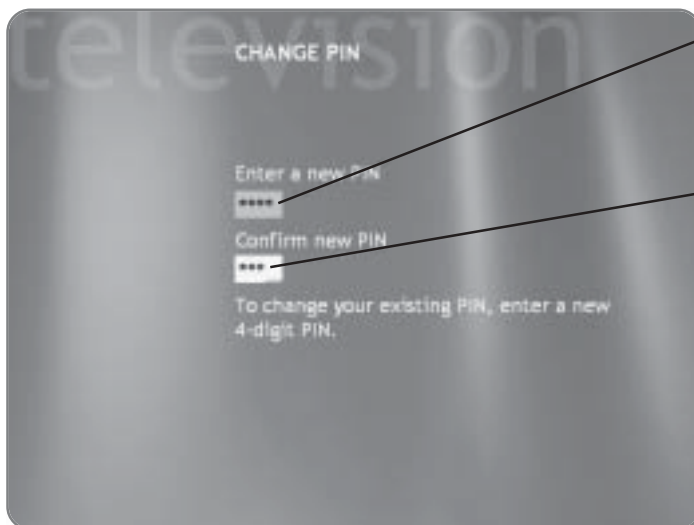 television
CHANGE PIN
Enter a new PIN
****
Confirm new PIN
***
To change your existing PIN, enter a new
4-digit PIN.